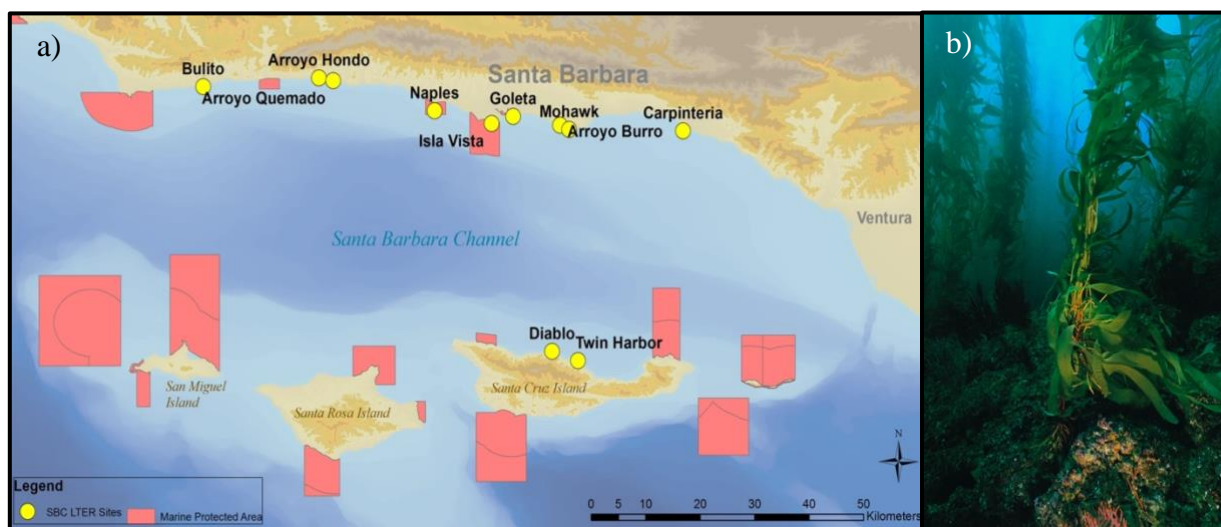 a)
b)
Arroyo Hondo
Bulito
Santa Barbara
Arroyo Quemado
Naples
Goleta
Mohawk
Carpinteria
Arroyo Burro
Isla Vista
Ventura
Santa Barbara Channel
Diablo
Twin Harbor
San Miguel
Island
Santa Cruz Island
Santa Rosa Island
N
Legend
SBC LTER Sites
Marine Protected Area
0 5 10 20 30 40 50
Kilometers